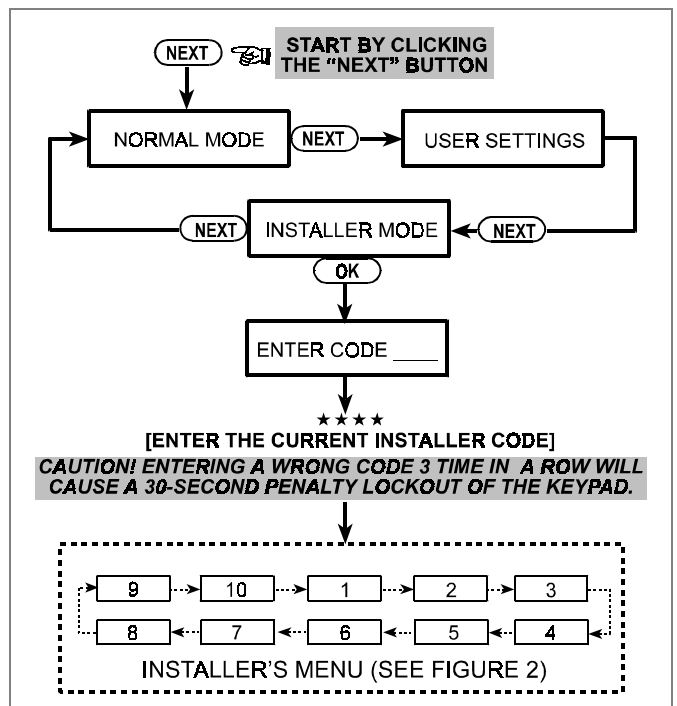 NEXT
START BY CLICKING
THE “NEXT” BUTTON
NORMAL MODE
NEXT
USER SETTINGS
NEXT
INSTALLER MODE
NEXT
OK
ENTER CODE ____
★★★★
[ENTER THE CURRENT INSTALLER CODE]
CAUTION! ENTERING A WRONG CODE 3 TIME IN A ROW WILL
CAUSE A 30-SECOND PENALTY LOCKOUT OF THE KEYPAD.
9 10 1 2 3
8 7 6 5 4
INSTALLER’S MENU (SEE FIGURE 2)